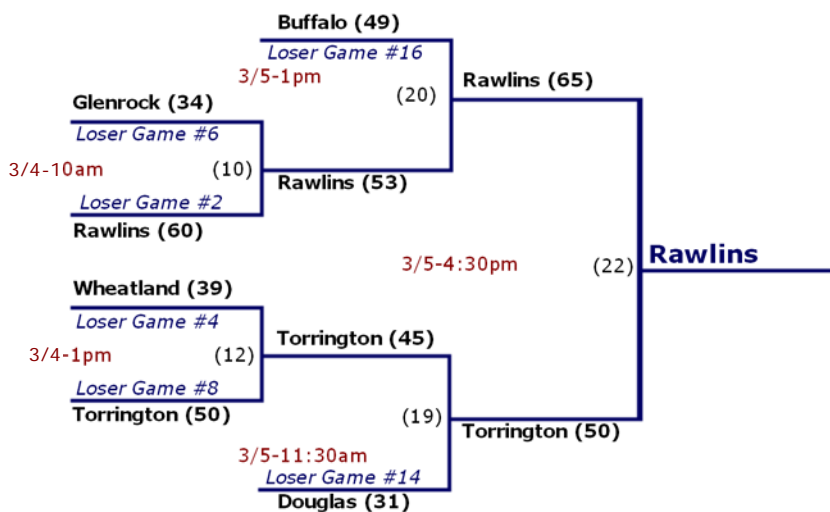 Buffalo (49)
Loser Game #16
3/5-1pm
(20)
Rawlins (65)
Glenrock (34)
Loser Game #6
3/4-10am
(10)
Rawlins (53)
Loser Game #2
Rawlins (60)
3/5-4:30pm
(22)
Rawlins
Wheatland (39)
Loser Game #4
3/4-1pm
(12)
Torrington (45)
Loser Game #8
Torrington (50)
(19)
Torrington (50)
3/5-11:30am
Loser Game #14
Douglas (31)